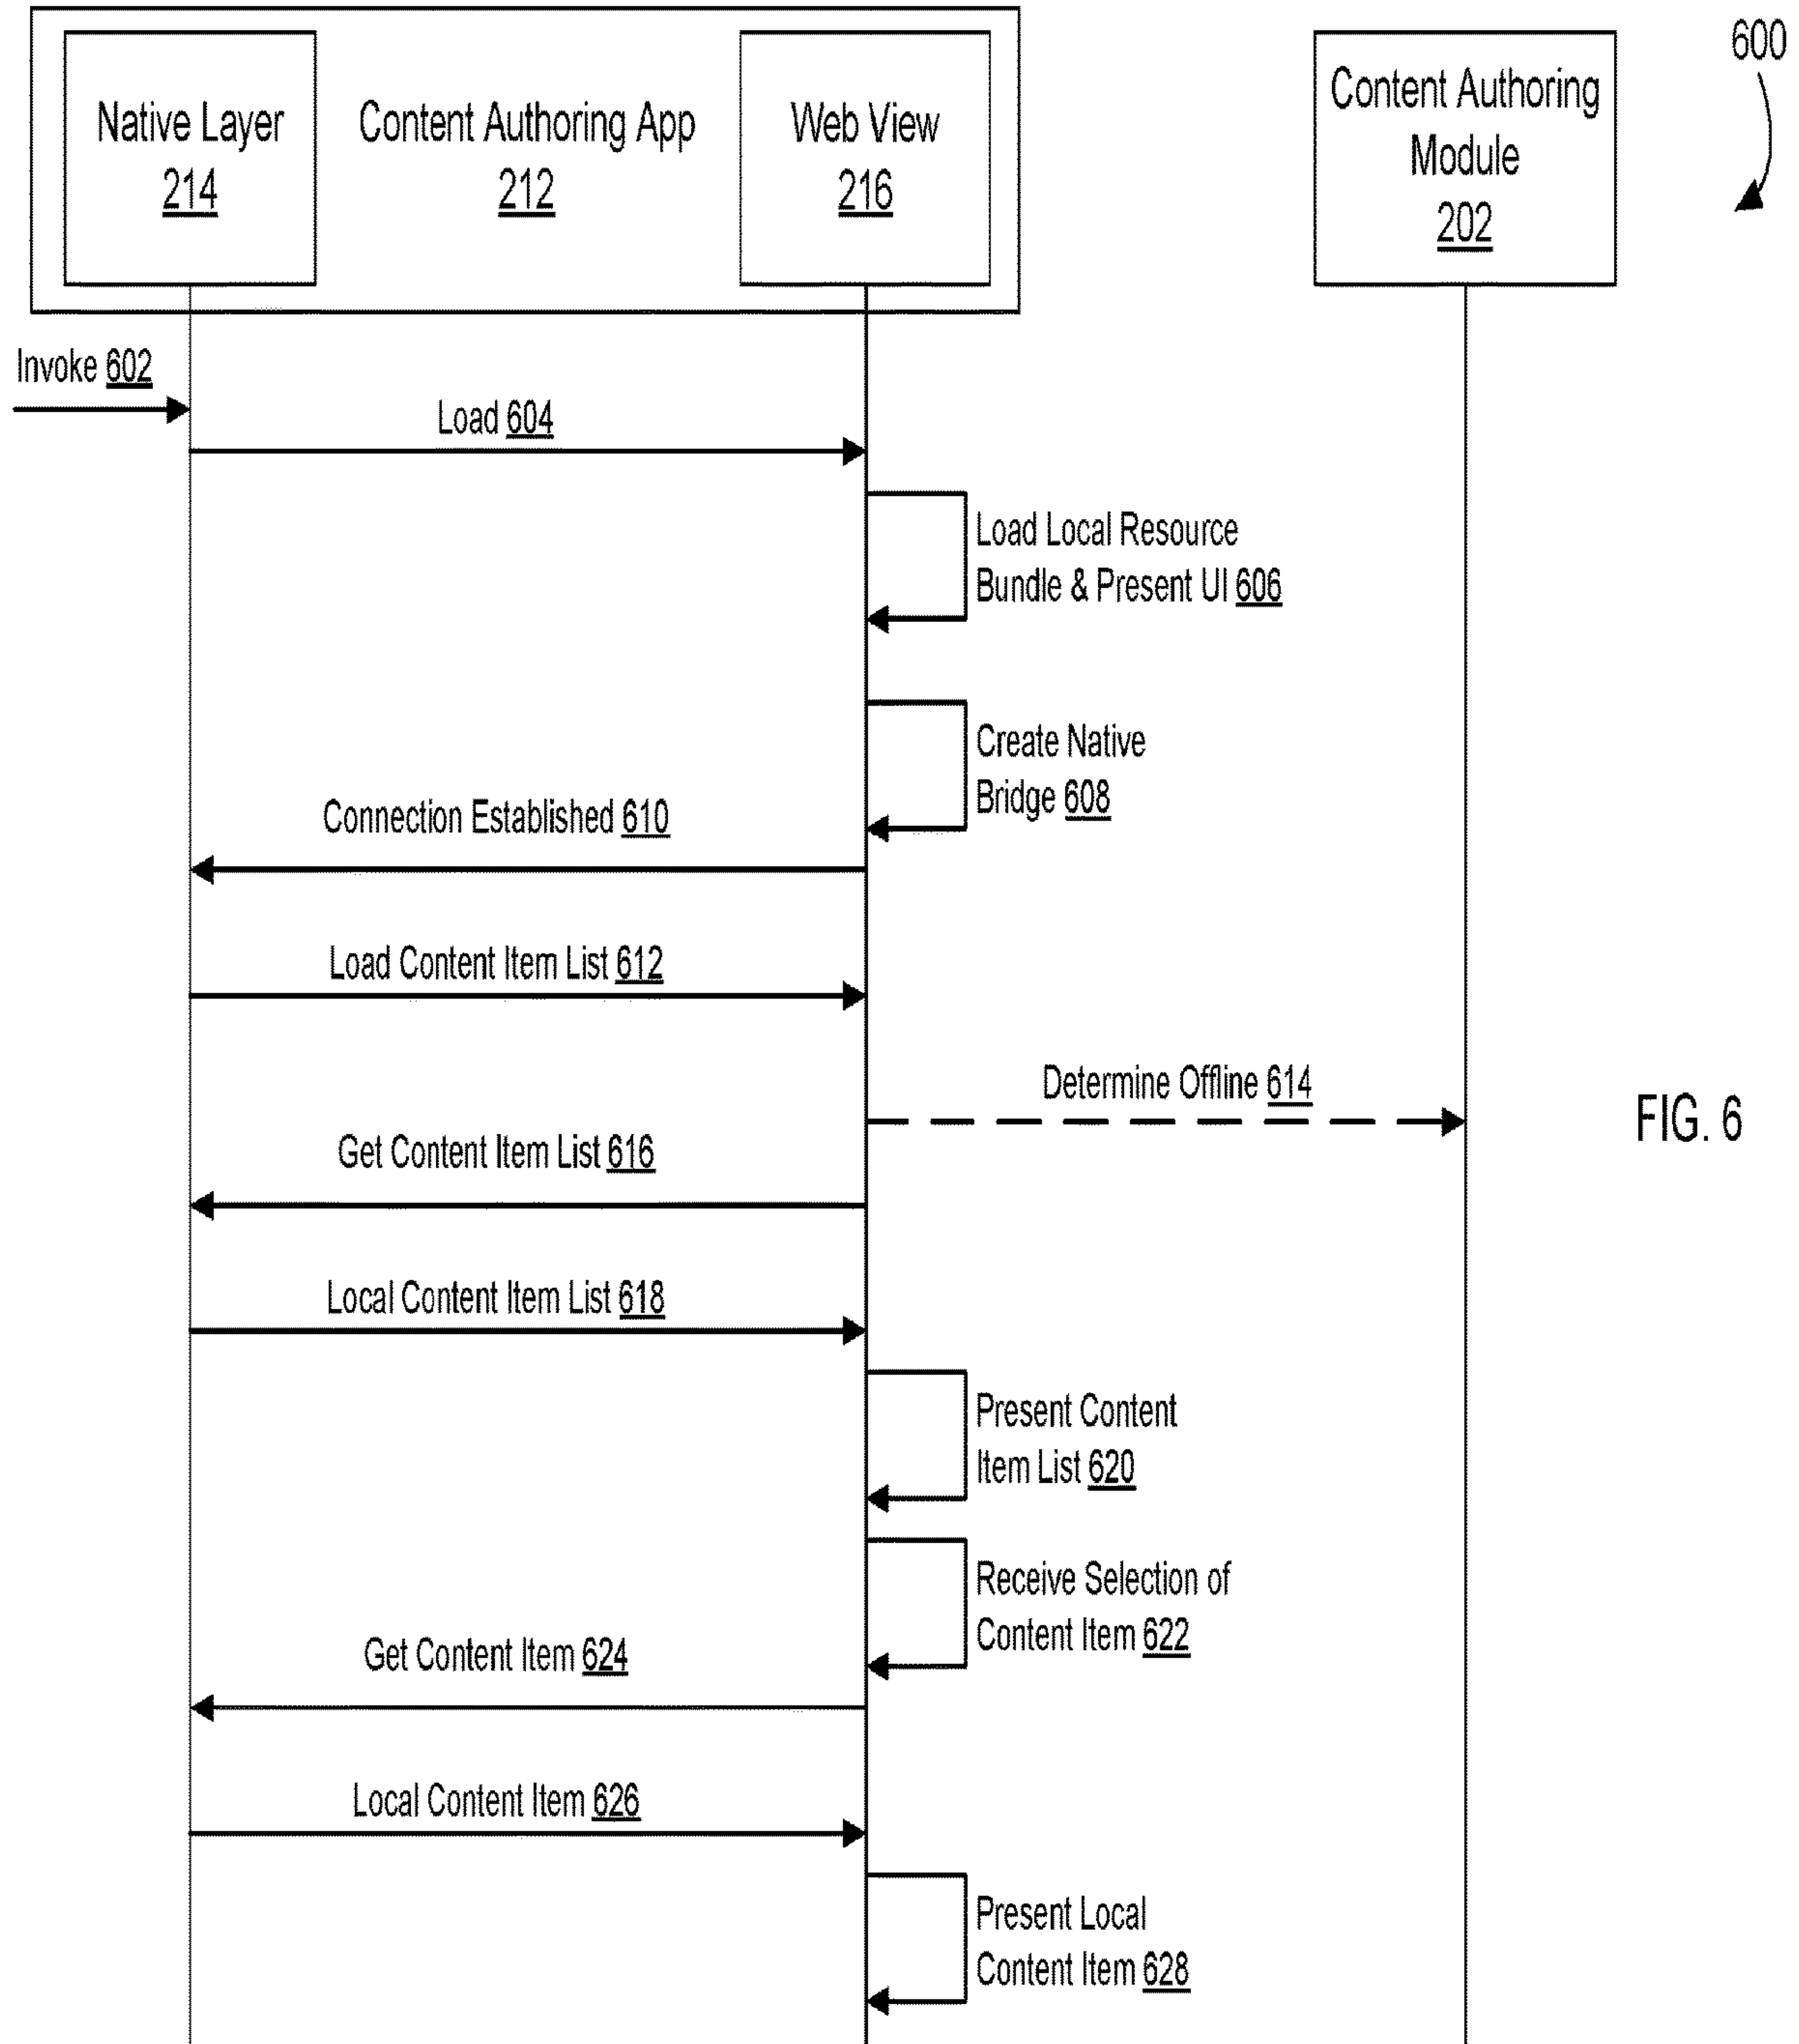 600
Native Layer
214
Content Authoring App
212
Web View
216
Content Authoring
Module
202
Invoke 602
Load 604
Load Local Resource
Bundle & Present UI 606
Create Native
Bridge 608
Connection Established 610
Load Content Item List 612
Determine Offline 614
FIG. 6
Get Content Item List 616
Local Content Item List 618
Present Content
Item List 620
Receive Selection of
Content Item 622
Get Content Item 624
Local Content Item 626
Present Local
Content Item 628